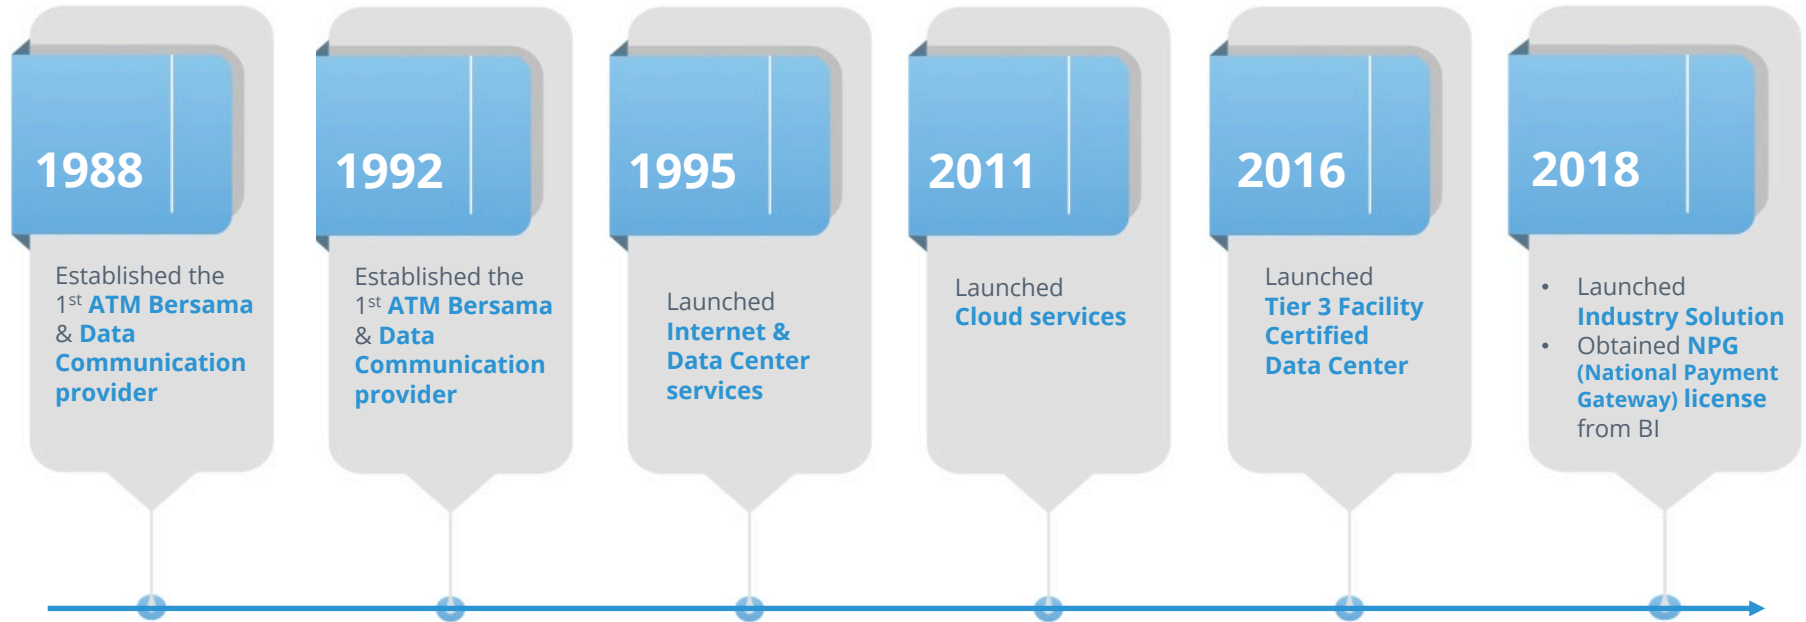 1988
Established the
1st ATM Bersama
& Data
Communication
provider
1992
Established the
1st ATM Bersama
& Data
Communication
provider
1995
Launched
Internet &
Data Center
services
2011
Launched
Cloud services
2016
Launched
Tier 3 Facility
Certified
Data Center
2018
• Launched
Industry Solution
• Obtained NPG
(National Payment
Gateway) license
from BI